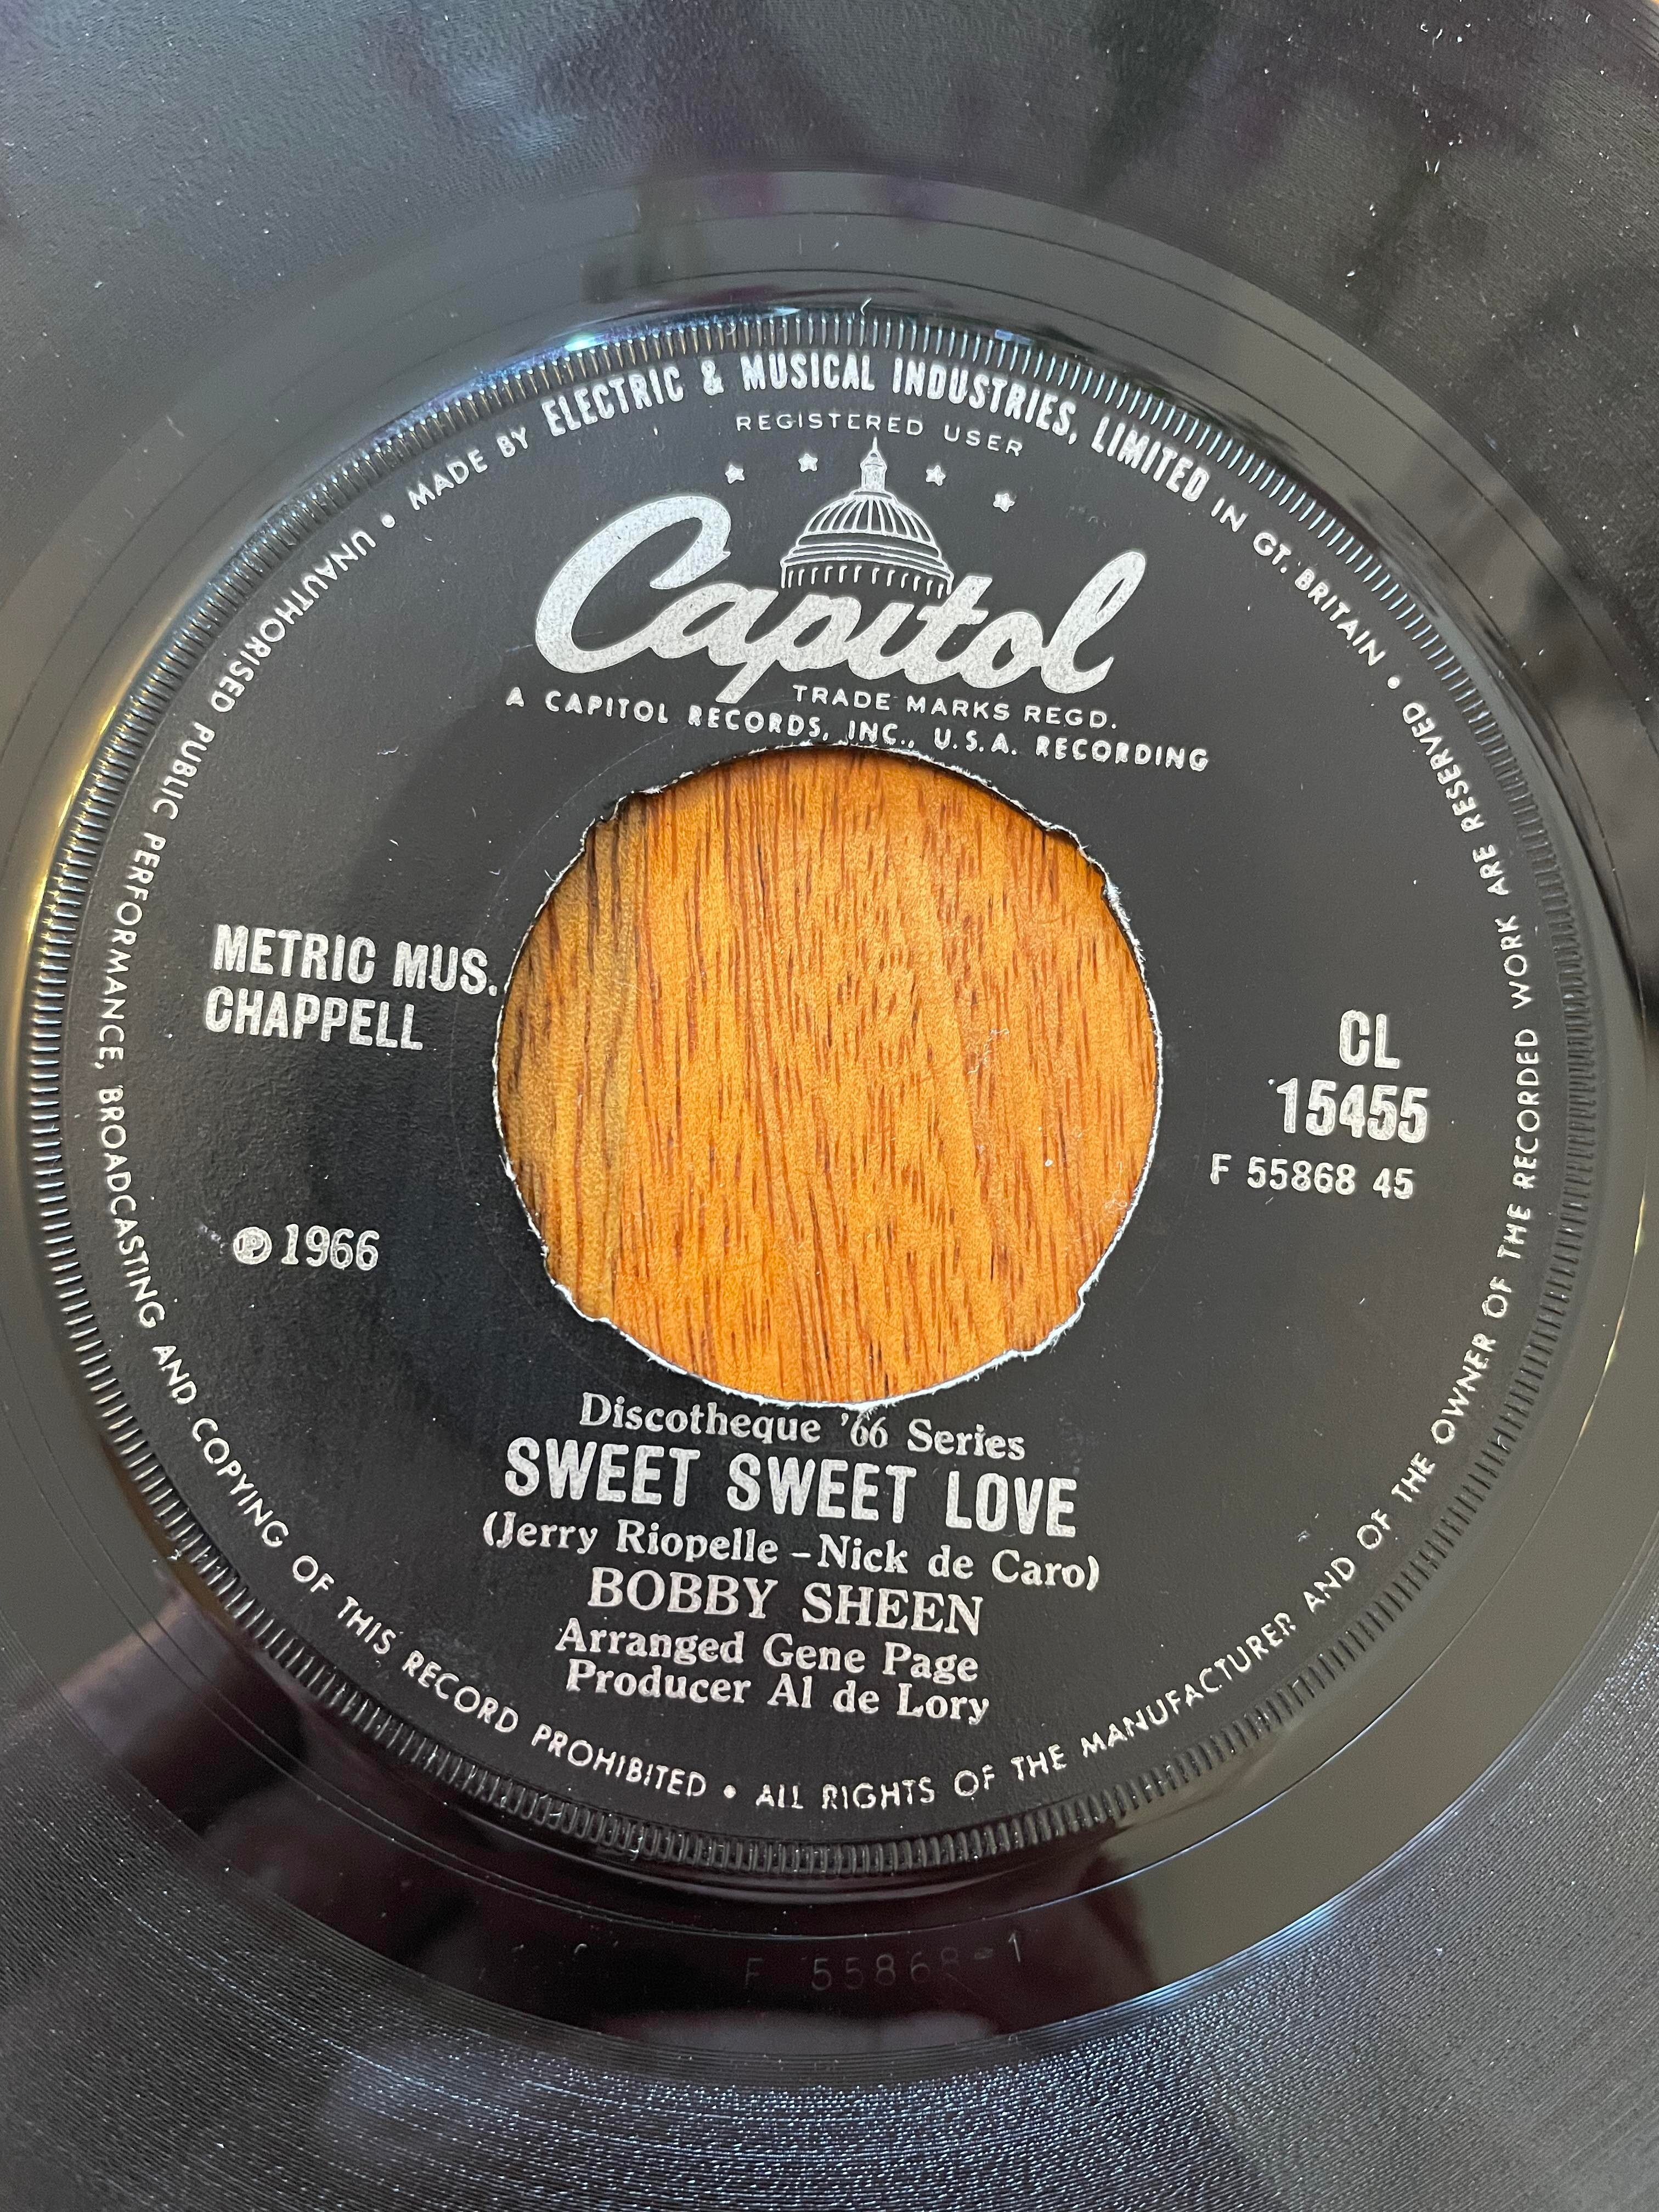 MADE BY ELECTRIC & MUSICAL INDUSTRIES, LIMITED IN GT. BRITAIN • ALL RIGHTS OF THE MANUFACTURER AND OF THE OWNER OF THE RECORDED WORK ARE RESERVED • UNAUTHORISED PUBLIC PERFORMANCE, BROADCASTING AND COPYING OF THIS RECORD PROHIBITED •
REGISTERED USER
Capitol
TRADE MARKS REGD.
A CAPITOL RECORDS, INC., U.S.A. RECORDING
METRIC MUS.
CHAPPELL
CL
15455
F 55868 45
℗ 1966
Discotheque '66 Series
SWEET SWEET LOVE
(Jerry Riopelle – Nick de Caro)
BOBBY SHEEN
Arranged Gene Page
Producer Al de Lory
F 55868-1